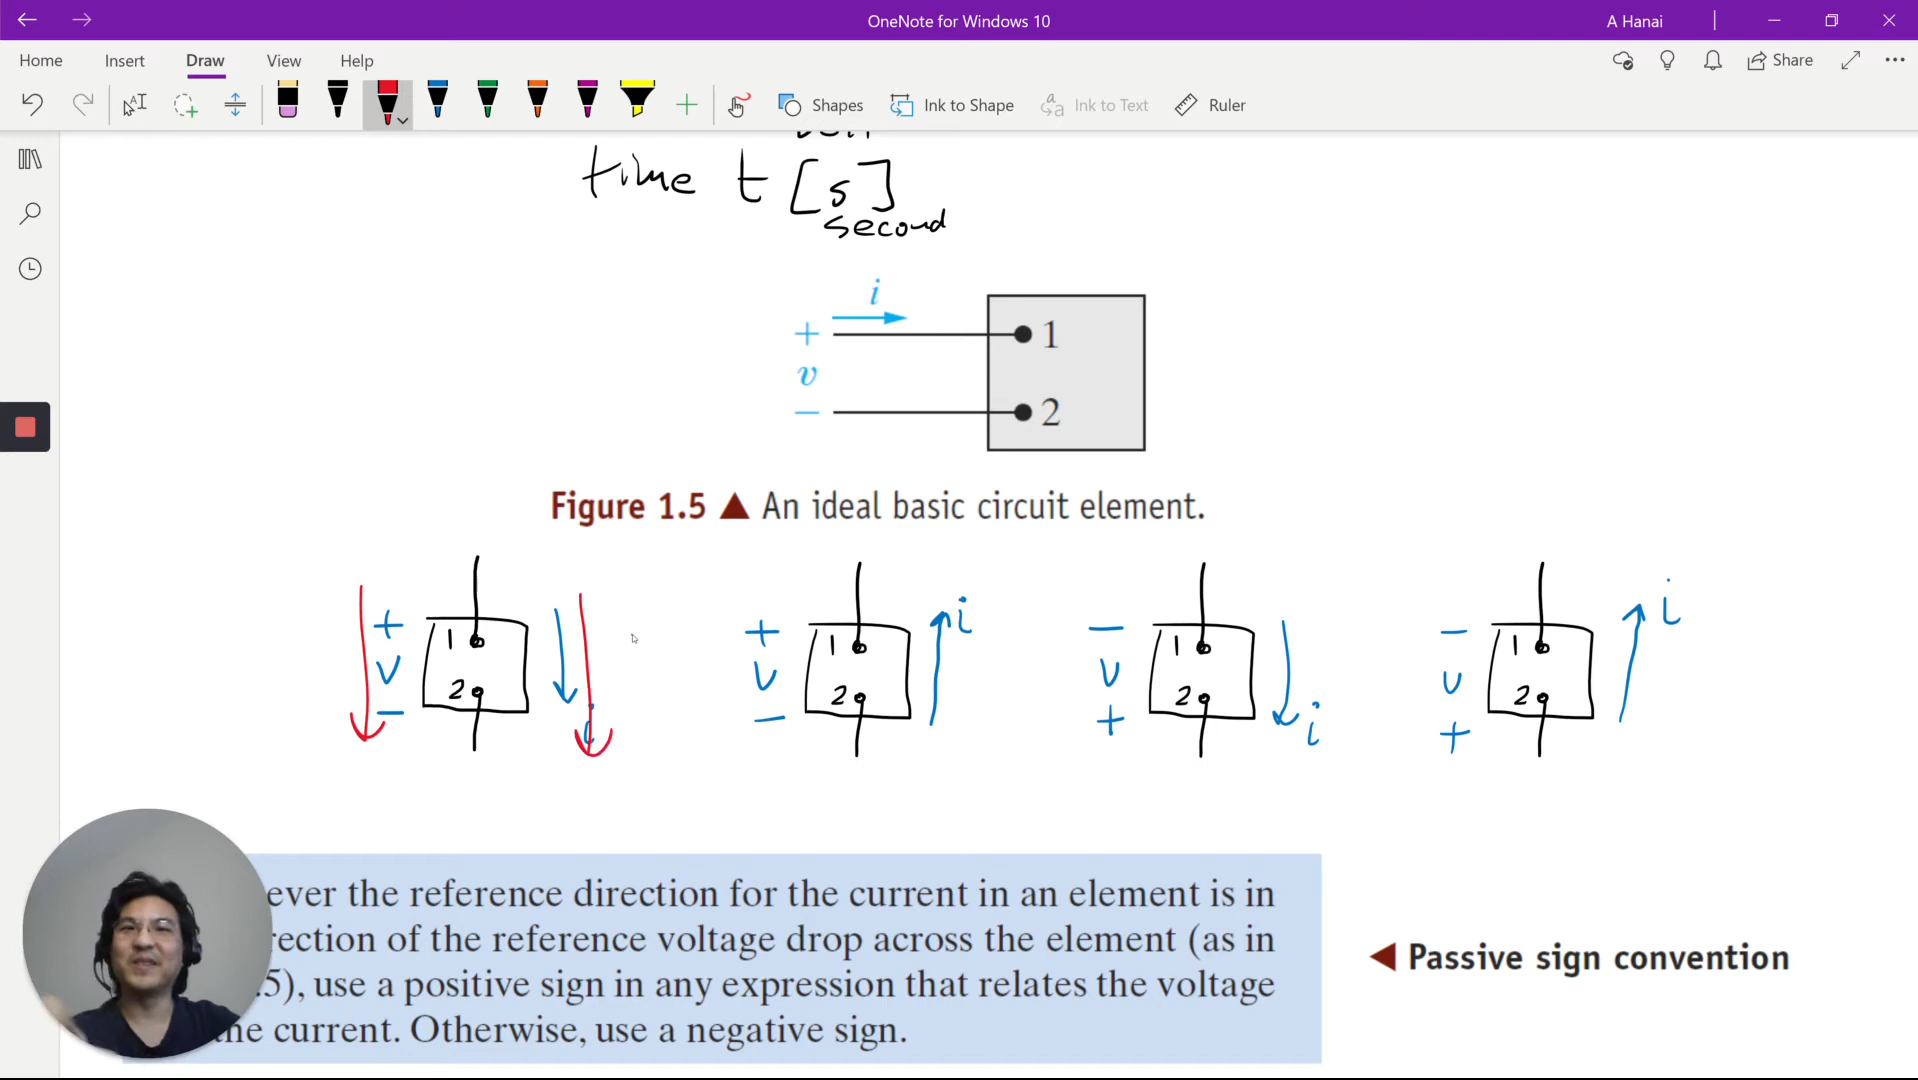 OneNote for Windows 10
A Hanai
Home Insert Draw View Help
Share
Shapes Ink to Shape Ink to Text Ruler
time t [s]
second
i
+
v
−
1
2
Figure 1.5 ▲ An ideal basic circuit element.
+ v − 1 2 i
+ v − 1 2 i
− v + 1 2 i
− v + 1 2 i
ever the reference direction for the current in an element is in
rection of the reference voltage drop across the element (as in
.5), use a positive sign in any expression that relates the voltage
he current. Otherwise, use a negative sign.
◀ Passive sign convention